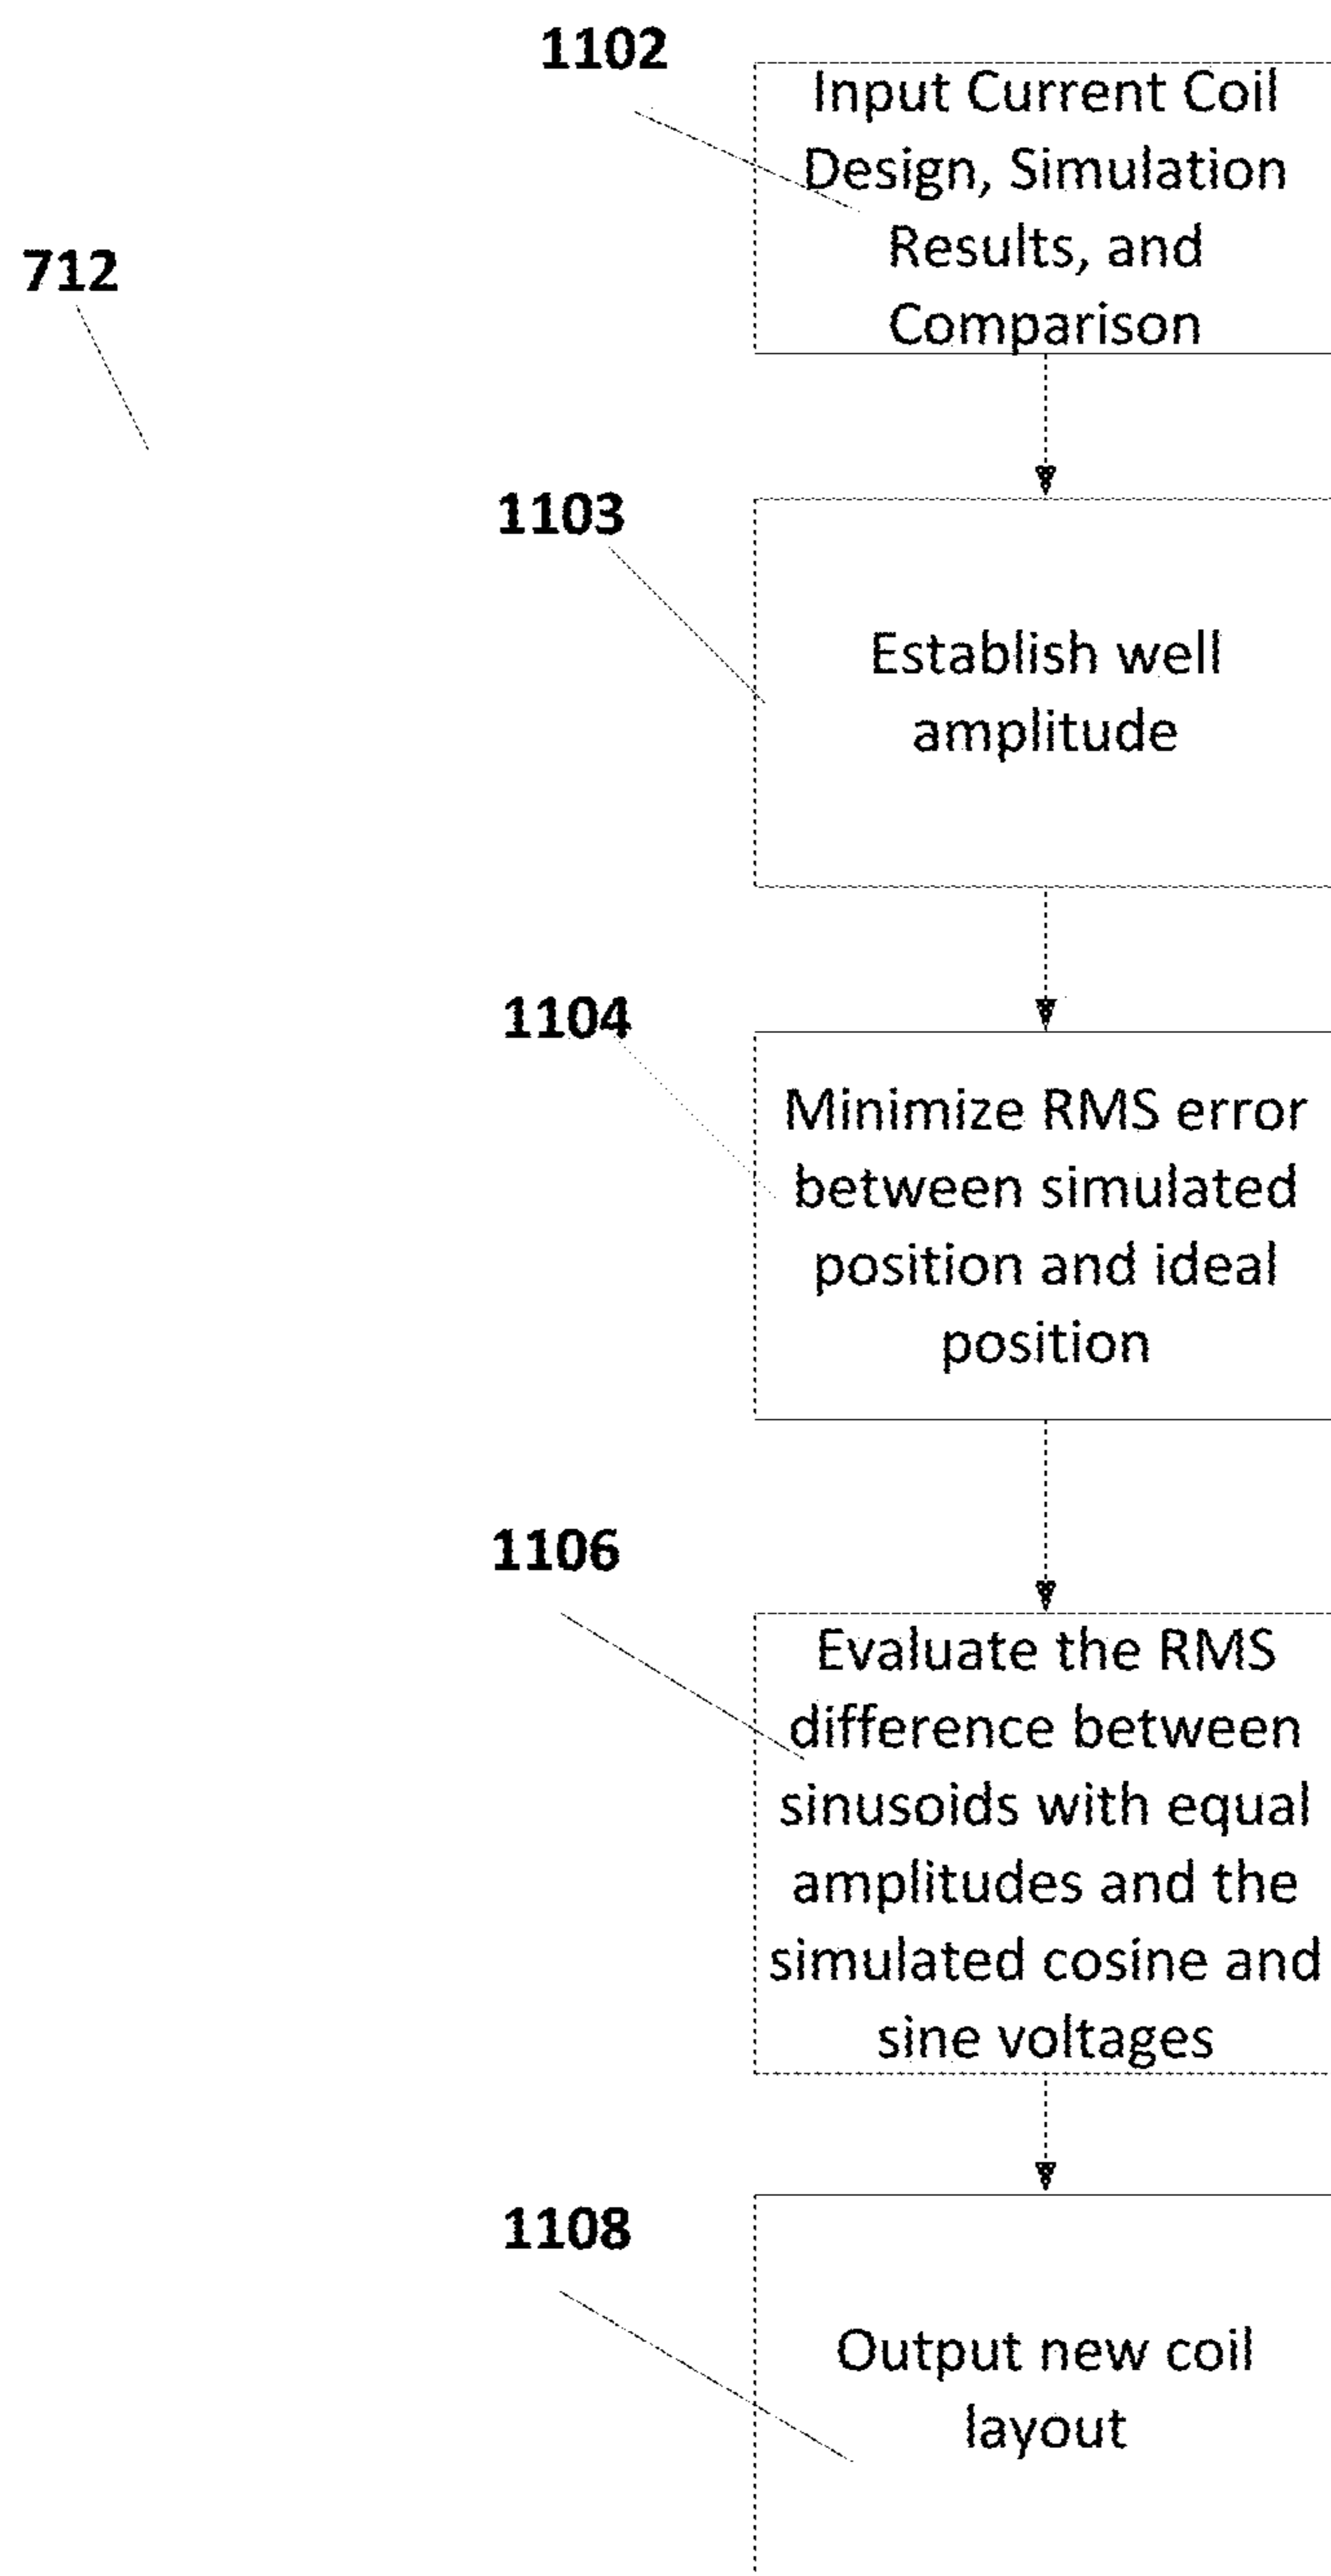 1102
Input Current Coil
Design, Simulation
Results, and
Comparison
712
1103
Establish well
amplitude
1104
Minimize RMS error
between simulated
position and ideal
position
1106
Evaluate the RMS
difference between
sinusoids with equal
amplitudes and the
simulated cosine and
sine voltages
1108
Output new coil
layout